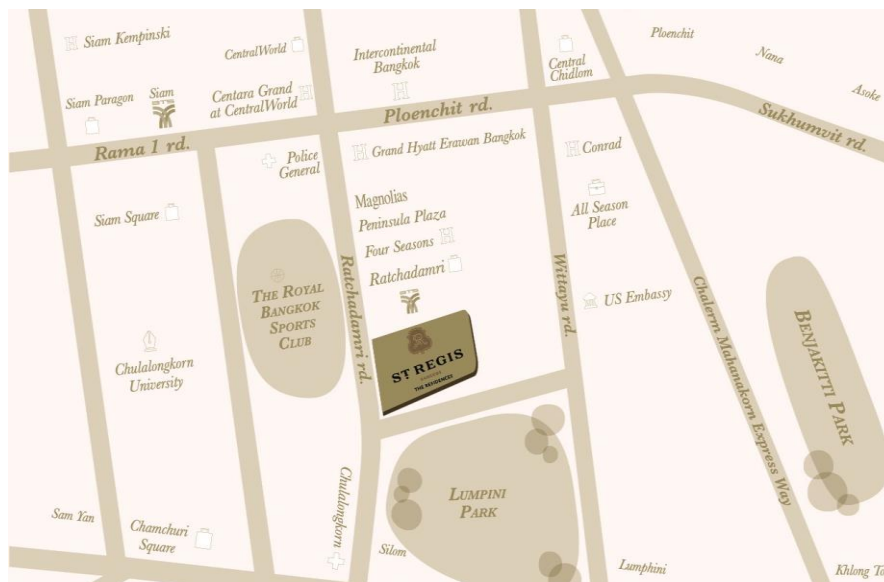 Siam Kempinski
CentralWorld
Intercontinental
Bangkok
Central
Chidlom
Ploenchit
Nana
Asoke
Siam Paragon
Siam
BTS
Centara Grand
at CentralWorld
Rama 1 rd.
Ploenchit rd.
Sukhumvit rd.
Police
General
Grand Hyatt Erawan Bangkok
Conrad
Siam Square
Magnolias
Peninsula Plaza
Four Seasons
Ratchadamri
BTS
All Season
Place
THE ROYAL
BANGKOK
SPORTS
CLUB
Ratchadamri rd.
Wittayu rd.
US Embassy
Chalerm Mahanakorn Express Way
BENJAKITTI PARK
Chulalongkorn
University
ST REGIS
BANGKOK
THE RESIDENCES
LUMPINI
PARK
Chulalongkorn
Sam Yan
Chamchuri
Square
Silom
Lumphini
Khlong To